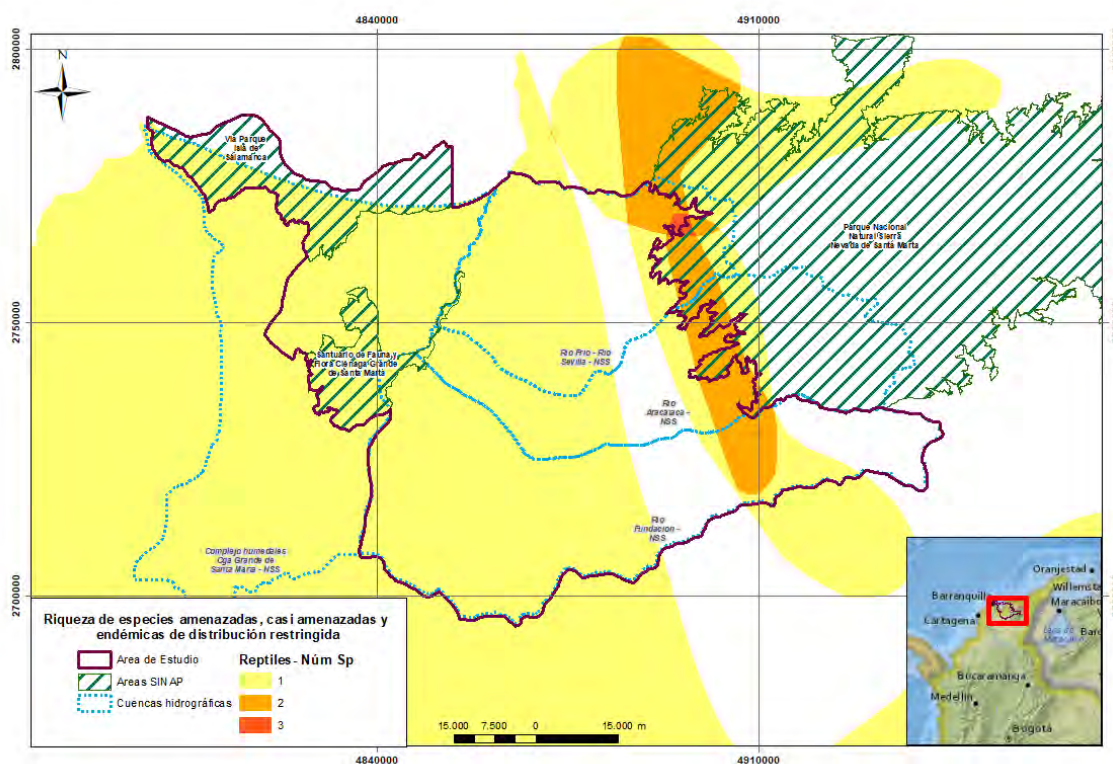 4840000
4910000
2800000
N
Vía Parque
Isla de
Salamanca
Parque Nacional
Natural Sierra
Nevada de Santa Marta
2750000
Santuario de Fauna y
Flora Ciénaga Grande
de Santa Marta
Rio Frio - Rio
Sevilla - NSS
Rio
Aracataca -
NSS
Rio
Fundacion -
NSS
Complejo humedales
Cga Grande de
Santa Marta - NSS
2700000
Riqueza de especies amenazadas, casi amenazadas y
endémicas de distribución restringida
Area de Estudio
Areas SINAP
Cuencas hidrográficas
Reptiles - Núm Sp
1
2
3
15.000 7.500 0 15.000 m
Oranjestad
Willemst
Barranquilla
Maracaibo
Cartagena
Bucaramanga
Medellín
Bogotá
4840000
4910000